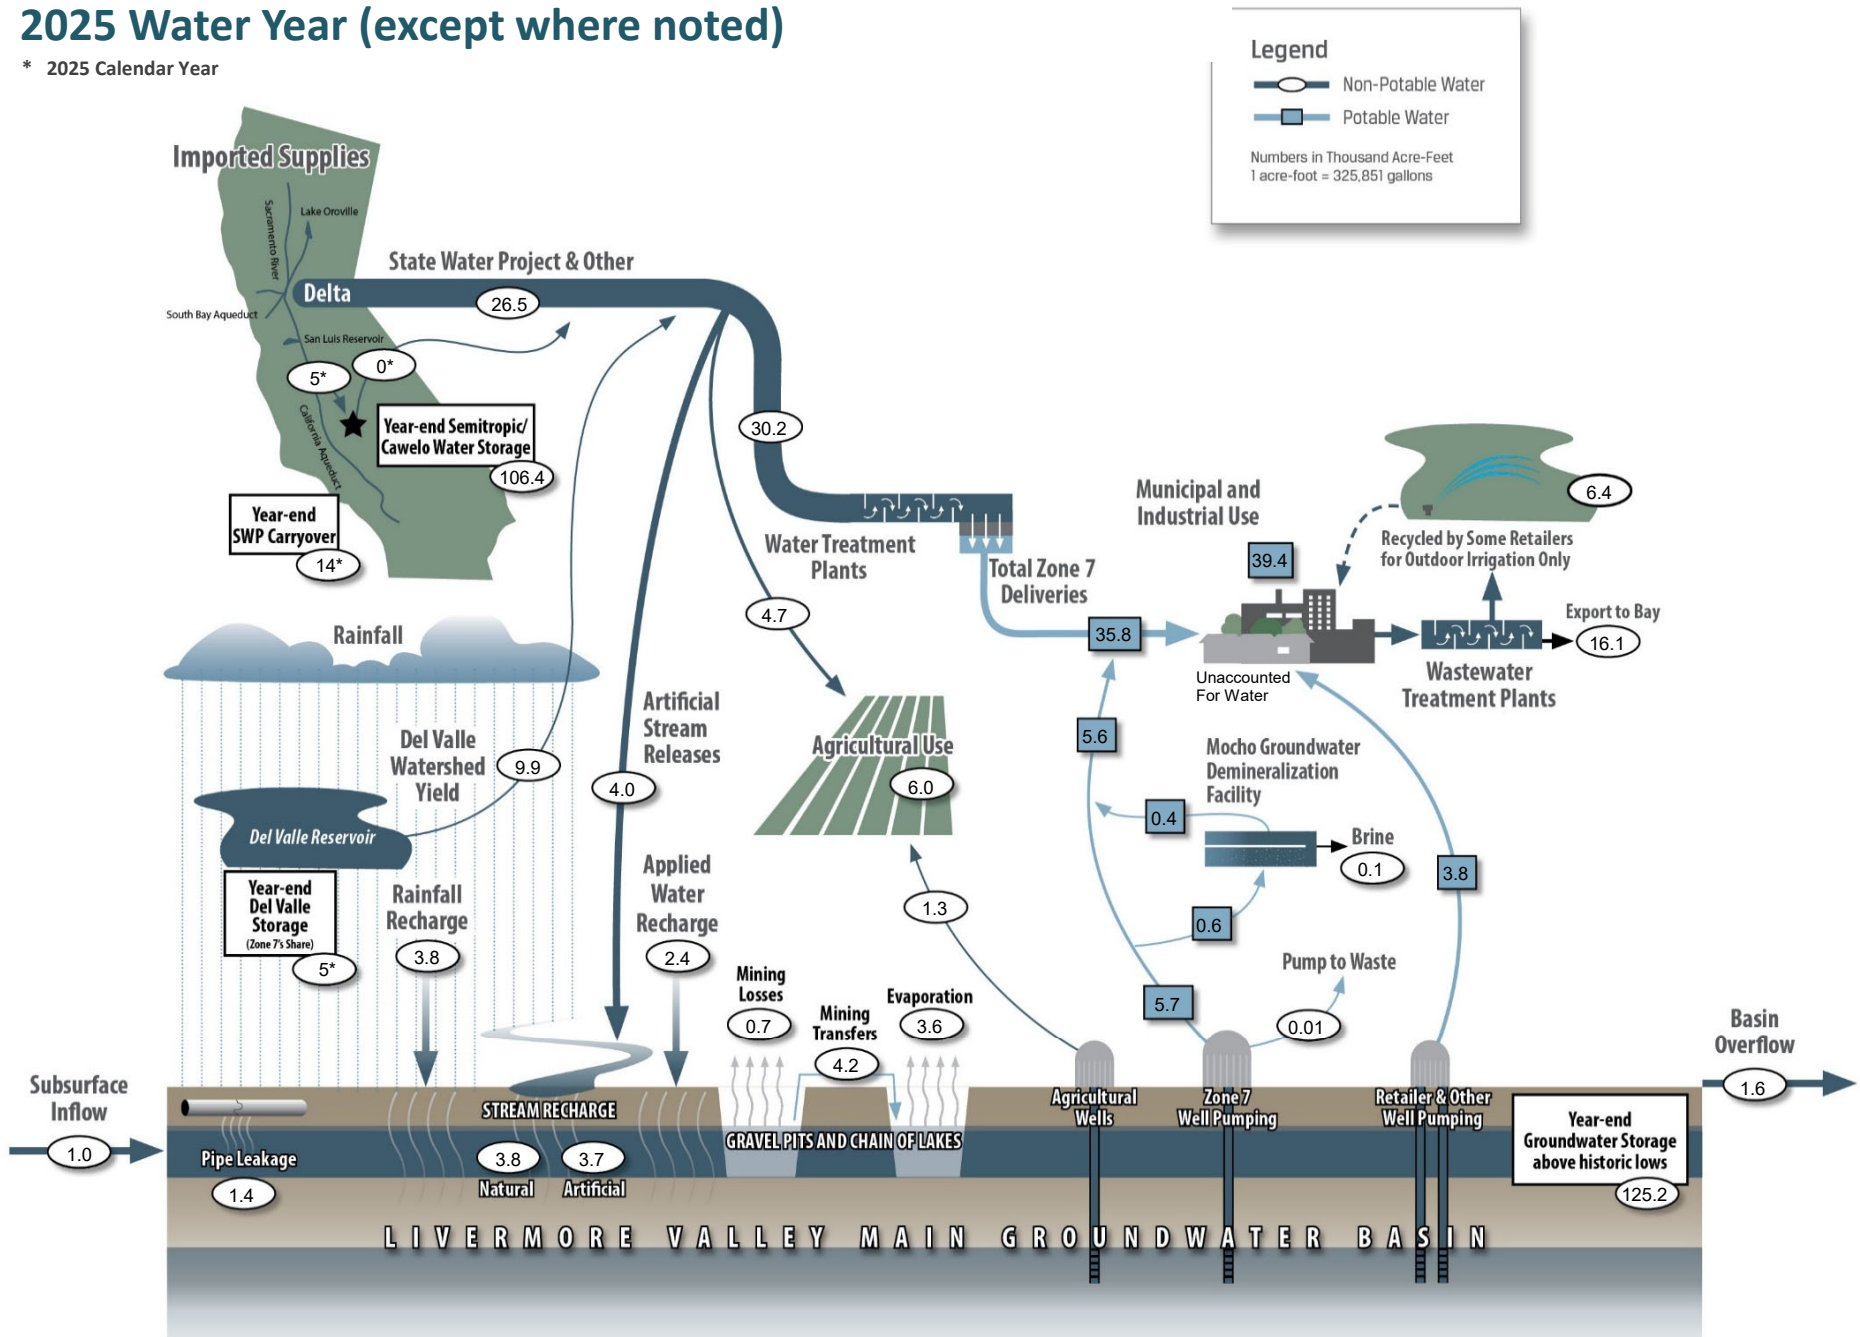 2025 Water Year (except where noted)
* 2025 Calendar Year
Legend
Non-Potable Water
Potable Water
Numbers in Thousand Acre-Feet
1 acre-foot = 325,851 gallons
Imported Supplies
Sacramento River
Lake Oroville
Delta
South Bay Aqueduct
San Luis Reservoir
California Aqueduct
State Water Project & Other
26.5
5*
0*
Year-end Semitropic/
Cawelo Water Storage
106.4
Year-end
SWP Carryover
14*
30.2
Water Treatment
Plants
Total Zone 7
Deliveries
35.8
Municipal and
Industrial Use
39.4
Unaccounted
For Water
6.4
Recycled by Some Retailers
for Outdoor Irrigation Only
Export to Bay
16.1
Wastewater
Treatment Plants
4.7
Rainfall
Del Valle
Watershed
Yield
9.9
Artificial
Stream
Releases
4.0
Agricultural Use
6.0
5.6
Mocho Groundwater
Demineralization
Facility
0.4
Brine
0.1
0.6
3.8
Del Valle Reservoir
Year-end
Del Valle
Storage
(Zone 7's Share)
5*
Rainfall
Recharge
3.8
Applied
Water
Recharge
2.4
1.3
Mining
Losses
0.7
Mining
Transfers
4.2
Evaporation
3.6
5.7
Pump to Waste
0.01
Basin
Overflow
1.6
Subsurface
Inflow
1.0
Pipe Leakage
1.4
STREAM RECHARGE
3.8
Natural
3.7
Artificial
GRAVEL PITS AND CHAIN OF LAKES
Agricultural
Wells
Zone 7
Well Pumping
Retailer & Other
Well Pumping
Year-end
Groundwater Storage
above historic lows
125.2
LIVERMORE VALLEY MAIN GROUNDWATER BASIN